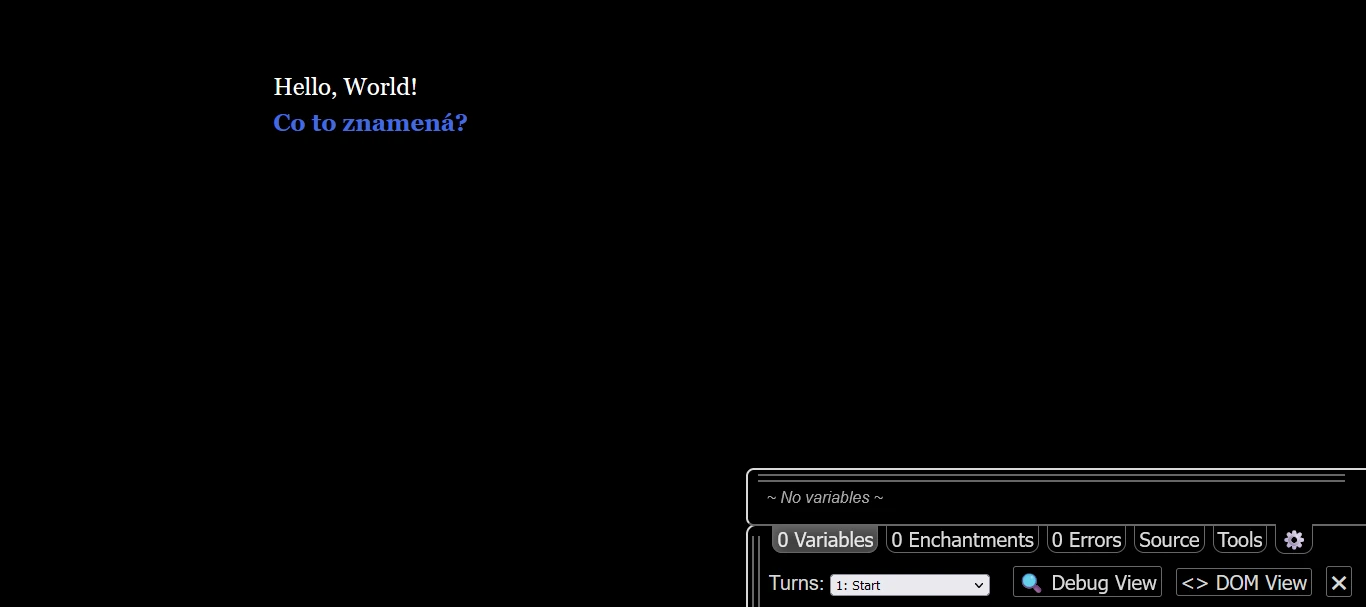 Hello, World!
Co to znamená?
~ No variables ~
0 Variables 0 Enchantments 0 Errors Source Tools
Turns: 1: Start Debug View <> DOM View ✕